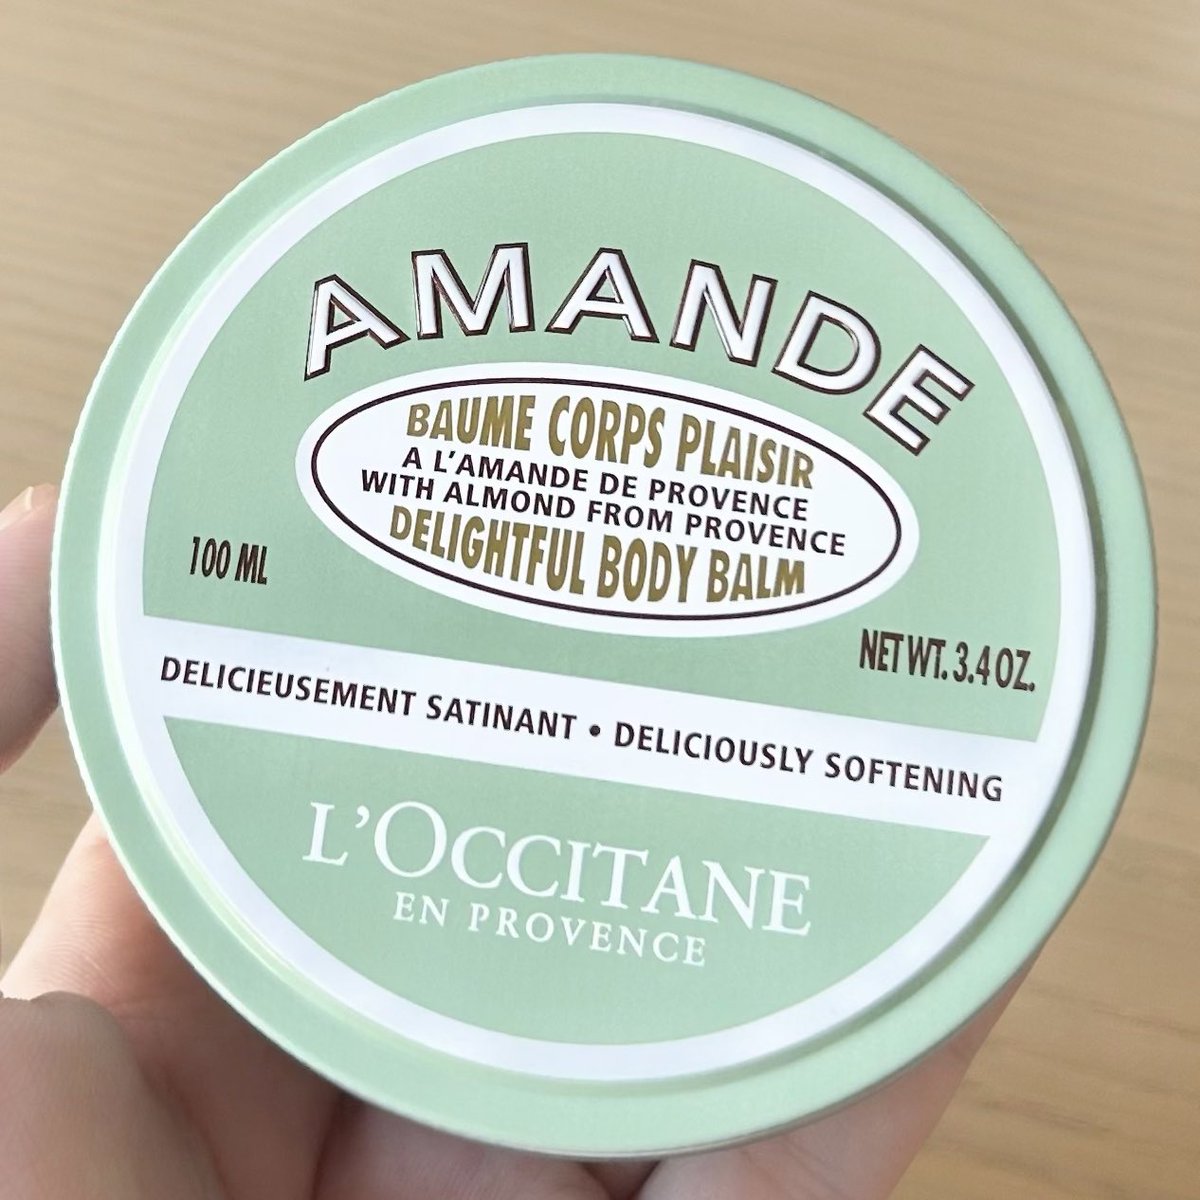 AMANDE
BAUME CORPS PLAISIR
A L'AMANDE DE PROVENCE
WITH ALMOND FROM PROVENCE
DELIGHTFUL BODY BALM
100 ML
NET WT. 3.4 OZ.
DELICIEUSEMENT SATINANT • DELICIOUSLY SOFTENING
L'OCCITANE
EN PROVENCE